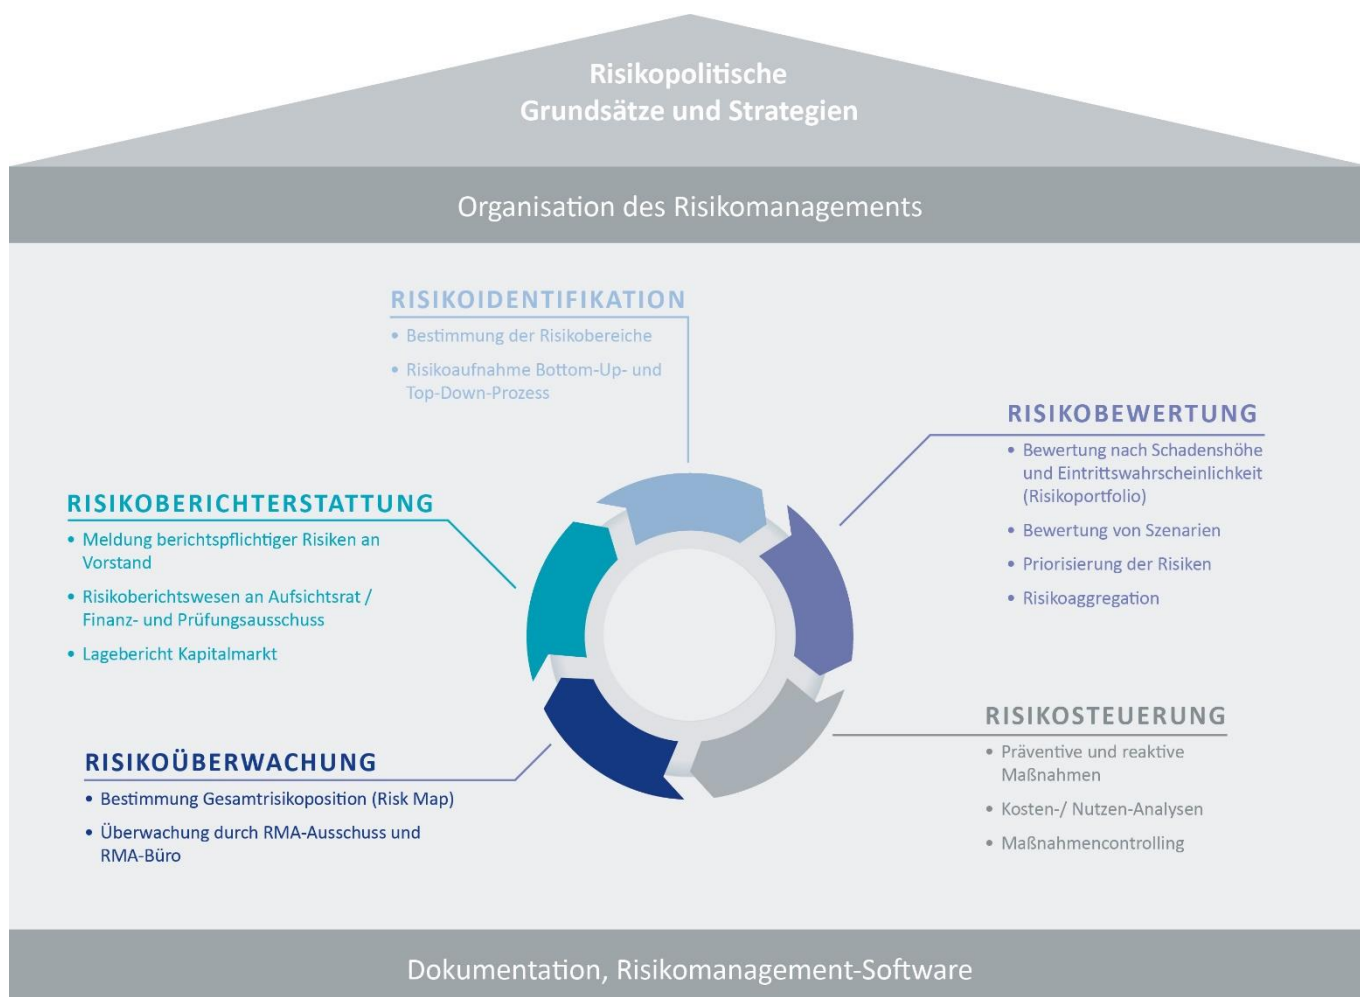 Risikopolitische
Grundsätze und Strategien
Organisation des Risikomanagements
RISIKOIDENTIFIKATION
• Bestimmung der Risikobereiche
• Risikoaufnahme Bottom-Up- und
Top-Down-Prozess
RISIKOBEWERTUNG
• Bewertung nach Schadenshöhe
und Eintrittswahrscheinlichkeit
(Risikoportfolio)
• Bewertung von Szenarien
• Priorisierung der Risiken
• Risikoaggregation
RISIKOSTEUERUNG
• Präventive und reaktive
Maßnahmen
• Kosten-/ Nutzen-Analysen
• Maßnahmencontrolling
RISIKOÜBERWACHUNG
• Bestimmung Gesamtrisikoposition (Risk Map)
• Überwachung durch RMA-Ausschuss und
RMA-Büro
RISIKOBERICHTERSTATTUNG
• Meldung berichtspflichtiger Risiken an
Vorstand
• Risikoberichtswesen an Aufsichtsrat /
Finanz- und Prüfungsausschuss
• Lagebericht Kapitalmarkt
Dokumentation, Risikomanagement-Software